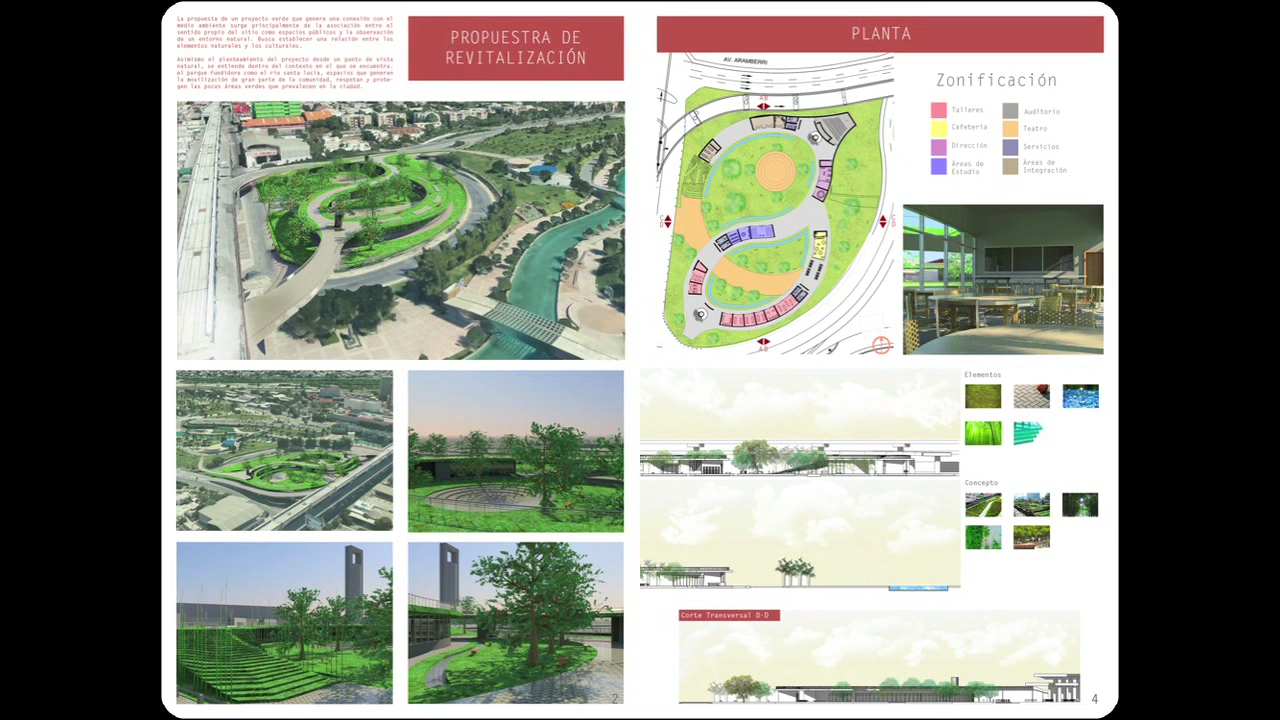 La propuesta de un proyecto verde que genere una conexión con el
medio ambiente surge principalmente de la asociación entre el
sentido propio del sitio como espacios públicos y la observación
de un entorno natural. Busca establecer una relación entre los
elementos naturales y los culturales.
Asimismo el planteamiento del proyecto desde un punto de vista
natural, se entiende dentro del contexto en el que se encuentra.
el parque fundidora como el río santa lucía, espacios que generan
la movilización de gran parte de la comunidad, respetan y prote-
gen las pocas áreas verdes que prevalecen en la ciudad.
PROPUESTRA DE
REVITALIZACIÓN
2
PLANTA
AV. ARAMBERRI
Zonificación
Talleres
Cafetería
Dirección
Áreas de
Estudio
Auditorio
Teatro
Servicios
Áreas de
Integración
Elementos
Concepto
Corte Transversal D-D
4